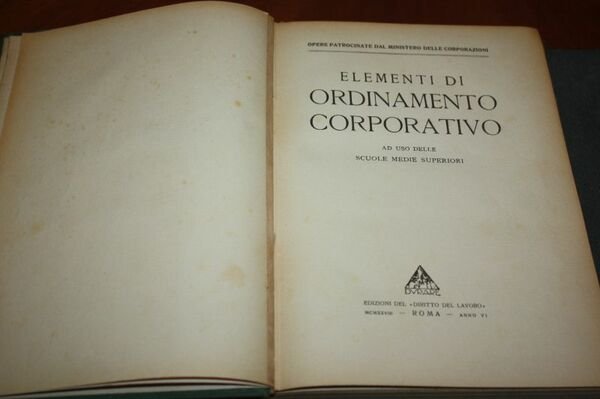 OPERE PATROCINATE DAL MINISTERO DELLE CORPORAZIONI
ELEMENTI DI
ORDINAMENTO
CORPORATIVO
AD USO DELLE
SCUOLE MEDIE SUPERIORI
DVRARE
EDIZIONI DEL «DIRITTO DEL LAVORO»
MCMXXVIII — ROMA — ANNO VI